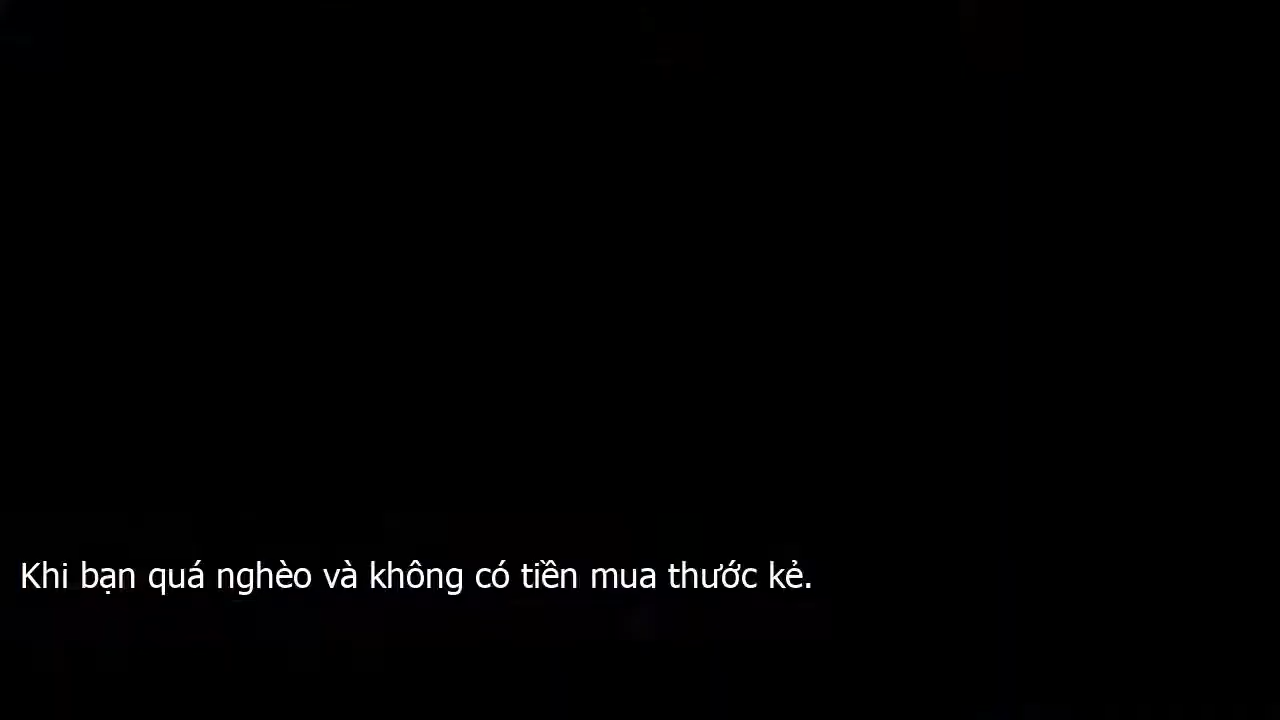 Khi bạn quá nghèo và không có tiền mua thước kẻ.